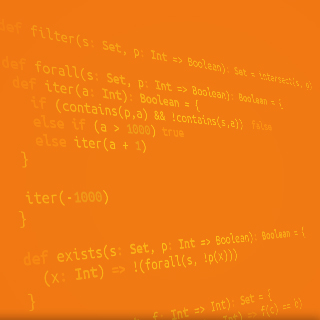 def filter(s: Set, p: Int => Boolean): Set = intersect(s, p)
def forall(s: Set, p: Int => Boolean): Boolean = {
def iter(a: Int): Boolean = {
if (contains(p,a) && !contains(s,a)) false
else if (a > 1000) true
else iter(a + 1)
}
iter(-1000)
}
def exists(s: Set, p: Int => Boolean): Boolean = {
(x: Int) => !(forall(s, !p(x)))
}
f: Int => Int): Set = {
Int) => f(c) == b)